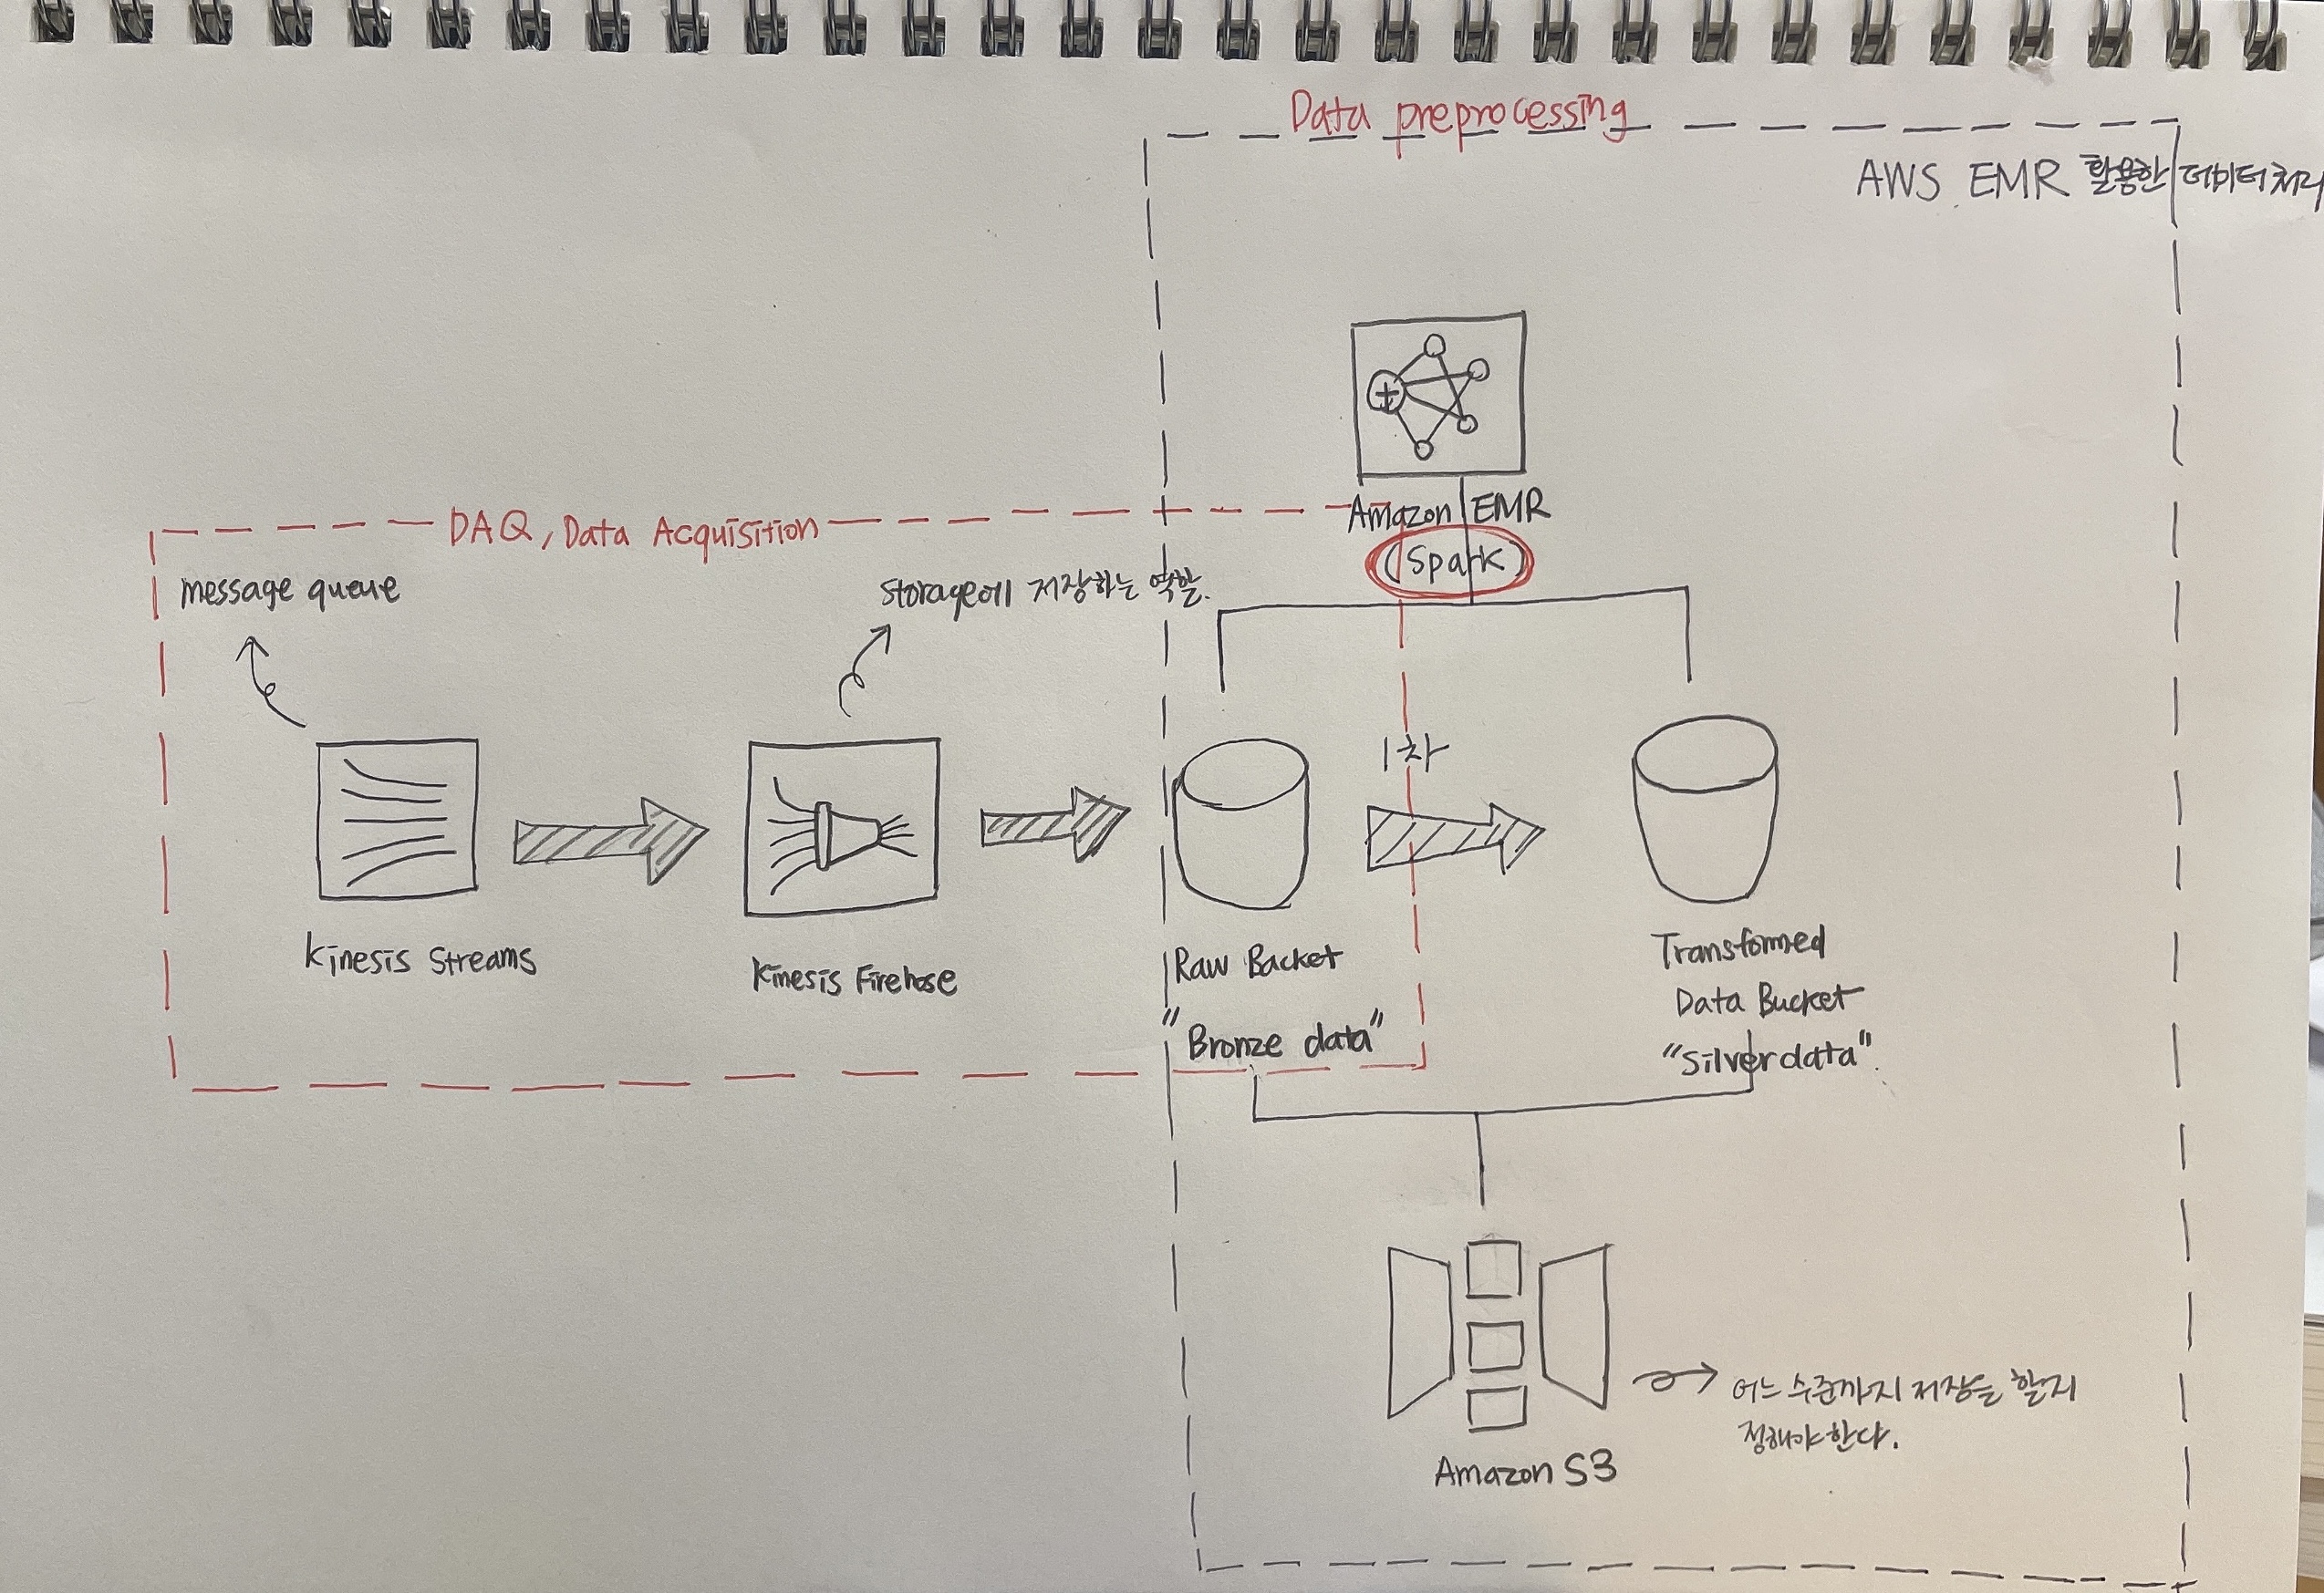 Data preprocessing
AWS EMR 활용한 데이터처리
Amazon EMR
(Spark)
DAQ, Data Acquisition
message queue
storage에 저장하는 역할.
1차
Kinesis Streams
Kinesis Firehose
Raw Backet
"Bronze data"
Transformed
Data Bucket
"Silver data".
Amazon S3
어느 수준까지 저장을 할지
정해야한다.